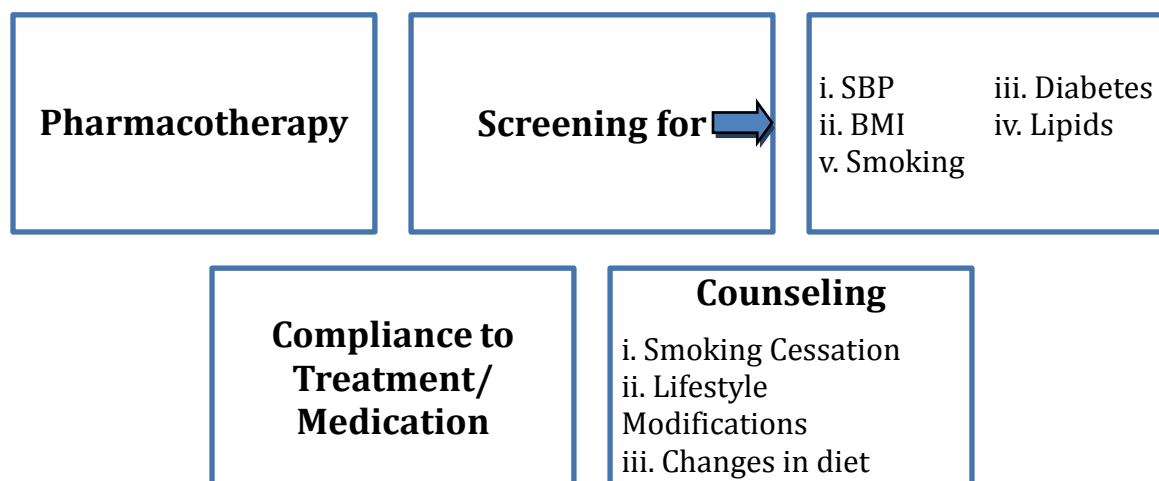 Pharmacotherapy
Screening for
i. SBP iii. Diabetes
ii. BMI iv. Lipids
v. Smoking
Compliance to
Treatment/
Medication
Counseling
i. Smoking Cessation
ii. Lifestyle
Modifications
iii. Changes in diet